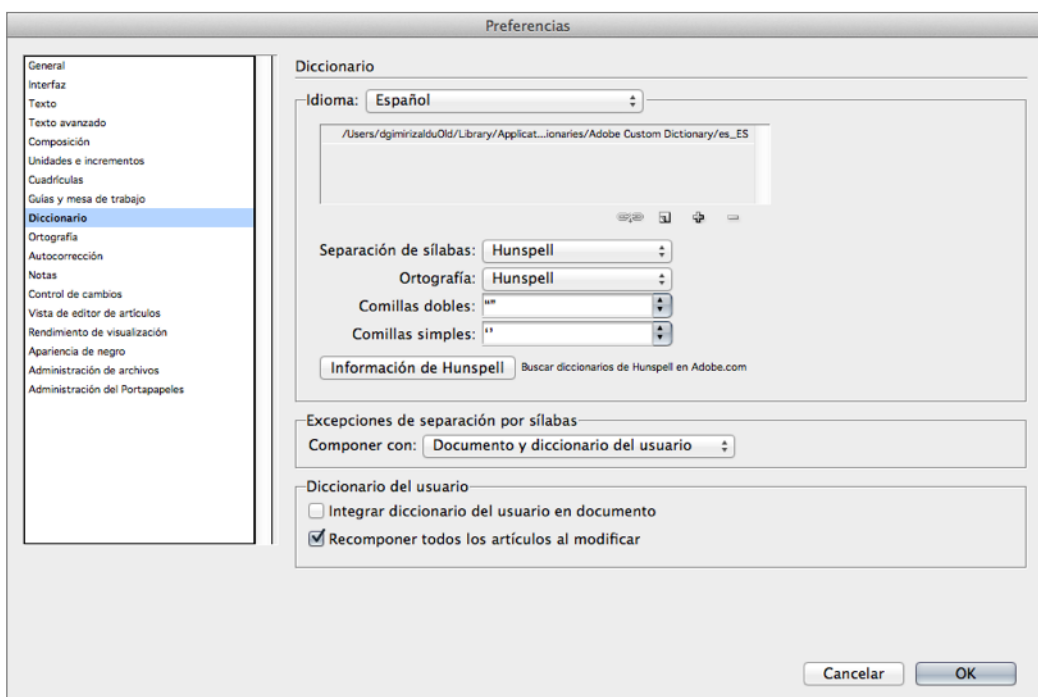 Preferencias
General
Interfaz
Texto
Texto avanzado
Composición
Unidades e incrementos
Cuadrículas
Guías y mesa de trabajo
Diccionario
Ortografía
Autocorrección
Notas
Control de cambios
Vista de editor de artículos
Rendimiento de visualización
Apariencia de negro
Administración de archivos
Administración del Portapapeles
Diccionario
Idioma: Español
/Users/dgimirizalduOld/Library/Applicat...ionaries/Adobe Custom Dictionary/es_ES
Separación de sílabas: Hunspell
Ortografía: Hunspell
Comillas dobles: “”
Comillas simples: ‘’
Información de Hunspell Buscar diccionarios de Hunspell en Adobe.com
Excepciones de separación por sílabas
Componer con: Documento y diccionario del usuario
Diccionario del usuario
Integrar diccionario del usuario en documento
Recomponer todos los artículos al modificar
Cancelar OK